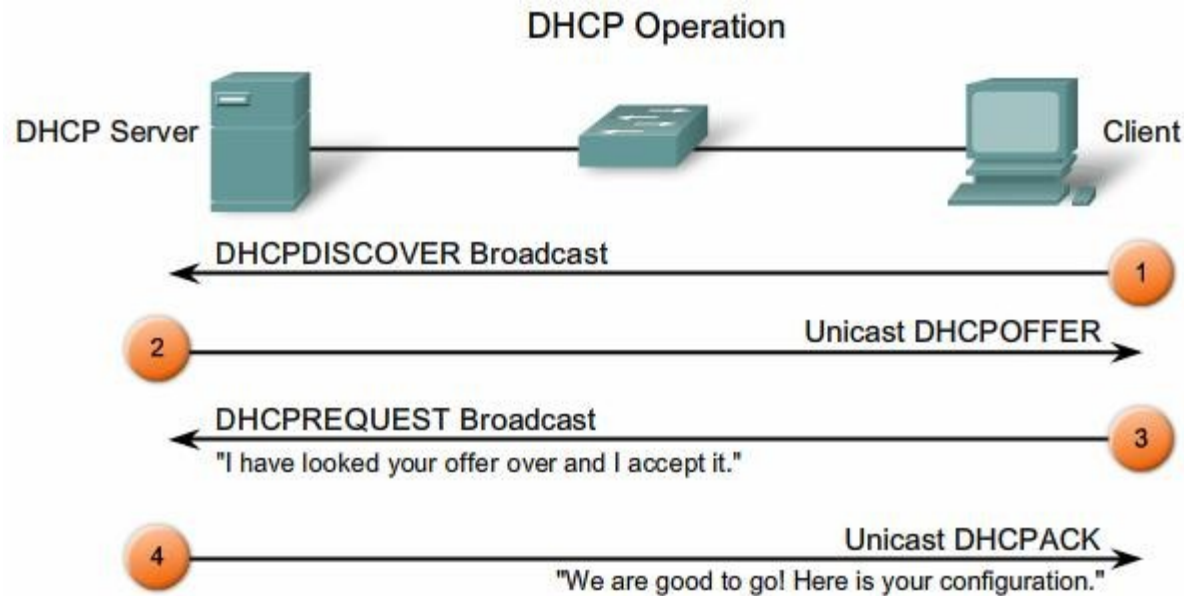 DHCP Operation
DHCP Server
Client
DHCPDISCOVER Broadcast
1
Unicast DHCPOFFER
2
DHCPREQUEST Broadcast
3
"I have looked your offer over and I accept it."
Unicast DHCPACK
4
"We are good to go! Here is your configuration."